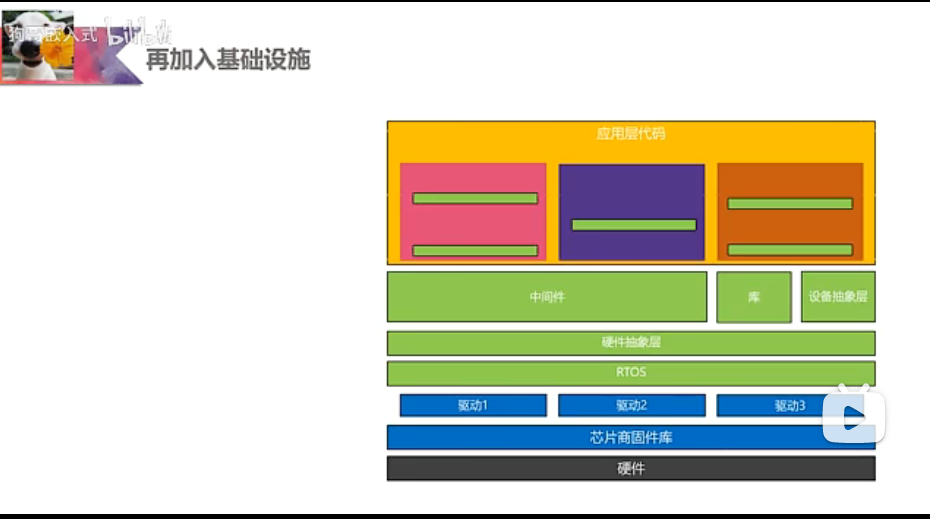 嵌入式 bilibili
再加入基础设施
应用层代码
中间件
库
设备抽象层
硬件抽象层
RTOS
驱动1
驱动2
驱动3
芯片商固件库
硬件